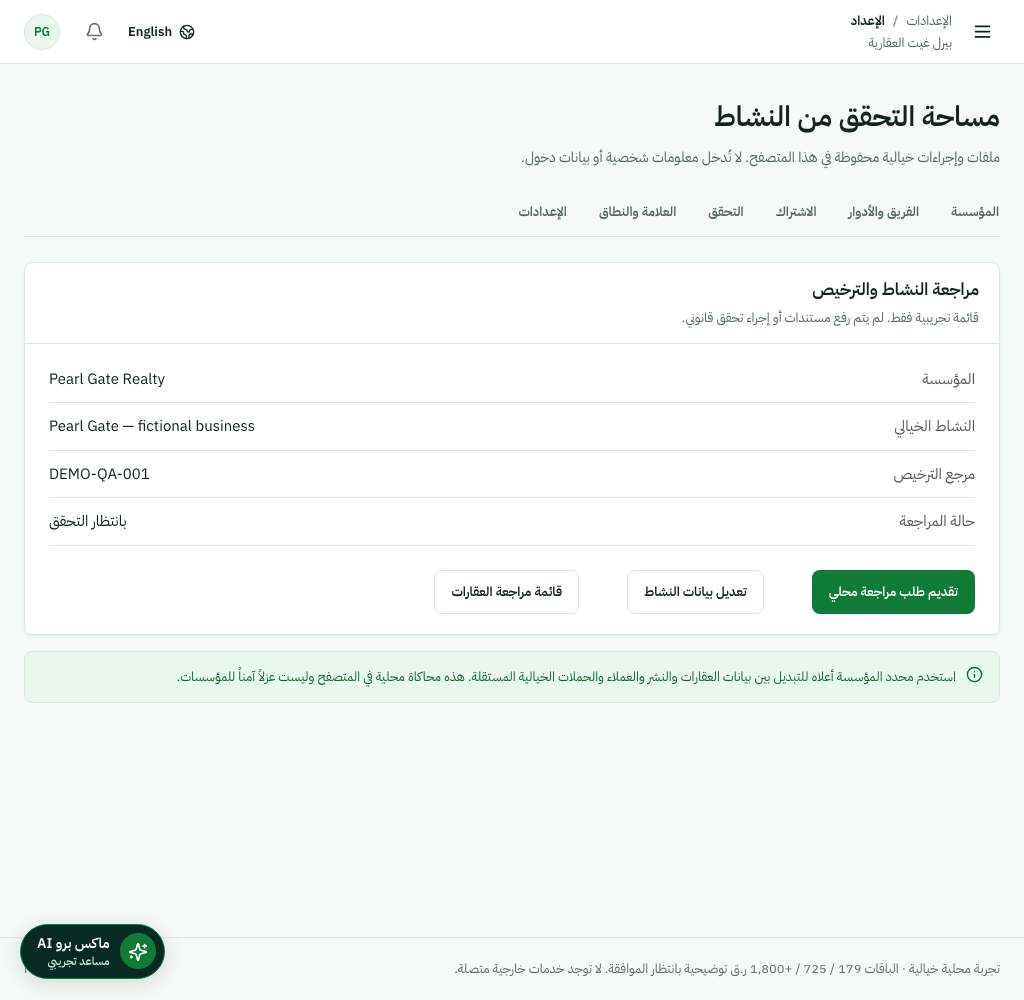 الإعدادات / الإعداد
بيرل غيت العقارية
English
PG
مساحة التحقق من النشاط
ملفات وإجراءات خيالية محفوظة في هذا المتصفح. لا تُدخل معلومات شخصية أو بيانات دخول.
المؤسسة
الفريق والأدوار
الاشتراك
التحقق
العلامة والنطاق
الإعدادات
مراجعة النشاط والترخيص
قائمة تجريبية فقط. لم يتم رفع مستندات أو إجراء تحقق قانوني.
المؤسسة
Pearl Gate Realty
النشاط الخيالي
Pearl Gate — fictional business
مرجع الترخيص
DEMO-QA-001
حالة المراجعة
بانتظار التحقق
تقديم طلب مراجعة محلي
تعديل بيانات النشاط
قائمة مراجعة العقارات
استخدم محدد المؤسسة أعلاه للتبديل بين بيانات العقارات والنشر والعملاء والحملات الخيالية المستقلة. هذه محاكاة محلية في المتصفح وليست عزلاً آمناً للمؤسسات.
تجربة محلية خيالية · الباقات 179 / 725 / +1,800 ر.ق توضيحية بانتظار الموافقة. لا توجد خدمات خارجية متصلة.
ماكس برو AI
مساعد تجريبي